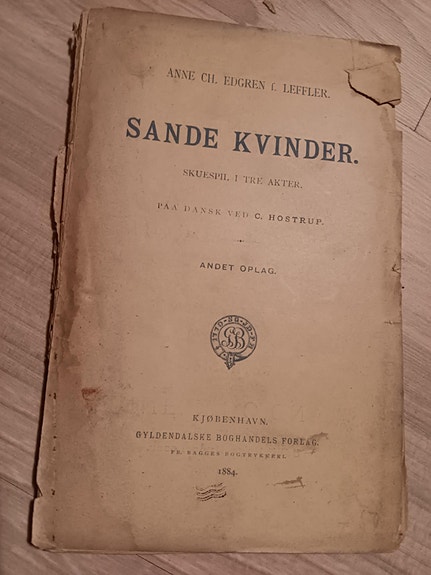 ANNE CH. EDGREN f. LEFFLER.
SANDE KVINDER.
SKUESPIL I TRE AKTER.
PAA DANSK VED C. HOSTRUP.
ANDET OPLAG.
KJØBENHAVN.
GYLDENDALSKE BOGHANDELS FORLAG.
FR. BAGGES BOGTRYKKERI.
1884.